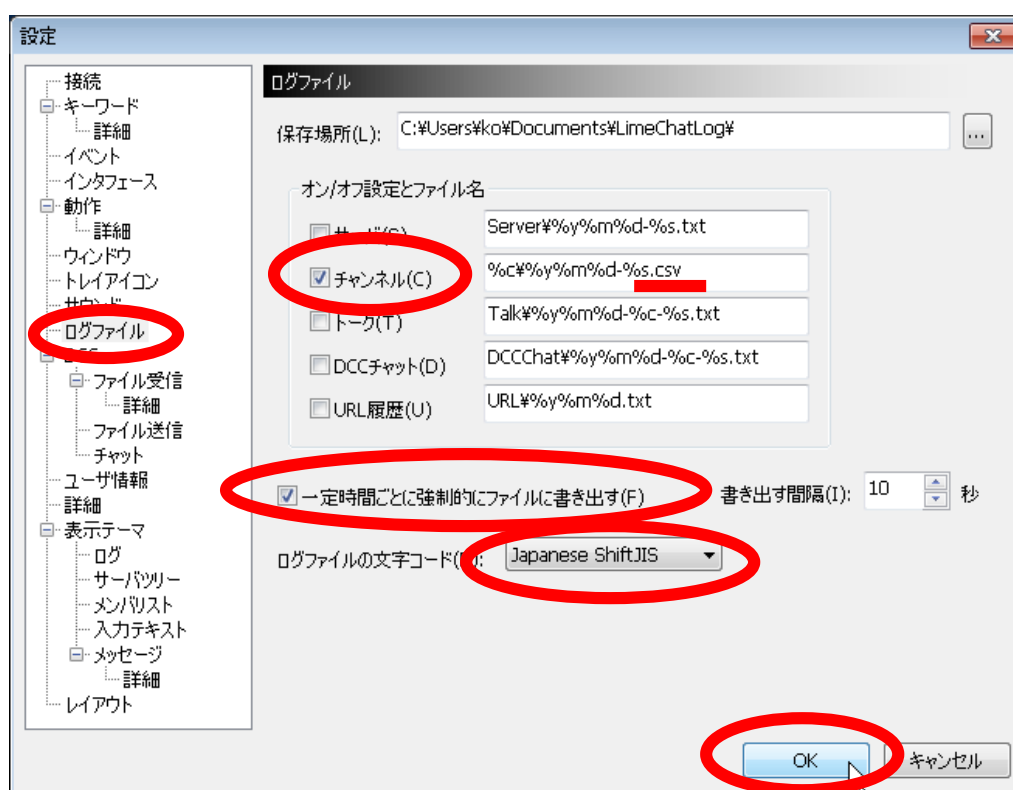 設定
接続
キーワード
詳細
イベント
インタフェース
動作
詳細
ウィンドウ
トレイアイコン
サウンド
ログファイル
ファイル受信
詳細
ファイル送信
チャット
ユーザ情報
詳細
表示テーマ
ログ
サーバツリー
メンバリスト
入力テキスト
メッセージ
詳細
レイアウト
ログファイル
保存場所(L): C:¥Users¥ko¥Documents¥LimeChatLog¥ ...
オン/オフ設定とファイル名
サーバ(S) Server¥%y%m%d-%s.txt
チャンネル(C) %c¥%y%m%d-%s.csv
トーク(T) Talk¥%y%m%d-%c-%s.txt
DCCチャット(D) DCCChat¥%y%m%d-%c-%s.txt
URL履歴(U) URL¥%y%m%d.txt
一定時間ごとに強制的にファイルに書き出す(F) 書き出す間隔(I): 10 秒
ログファイルの文字コード Japanese ShiftJIS
OK キャンセル